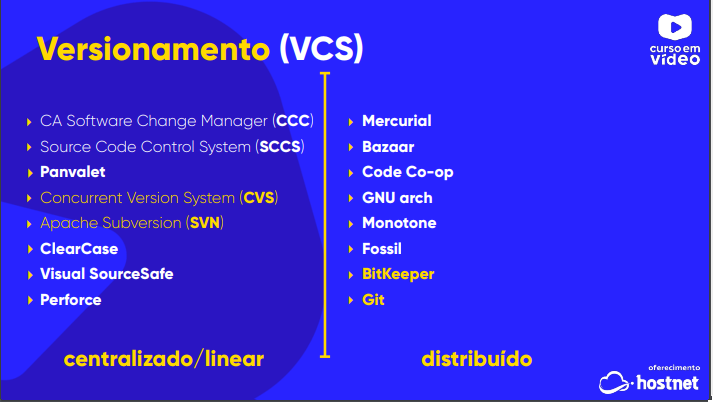 Versionamento (VCS)
curso em
vídeo
CA Software Change Manager (CCC)
Source Code Control System (SCCS)
Panvalet
Concurrent Version System (CVS)
Apache Subversion (SVN)
ClearCase
Visual SourceSafe
Perforce
centralizado/linear
Mercurial
Bazaar
Code Co-op
GNU arch
Monotone
Fossil
BitKeeper
Git
distribuído
oferecimento
hostnet